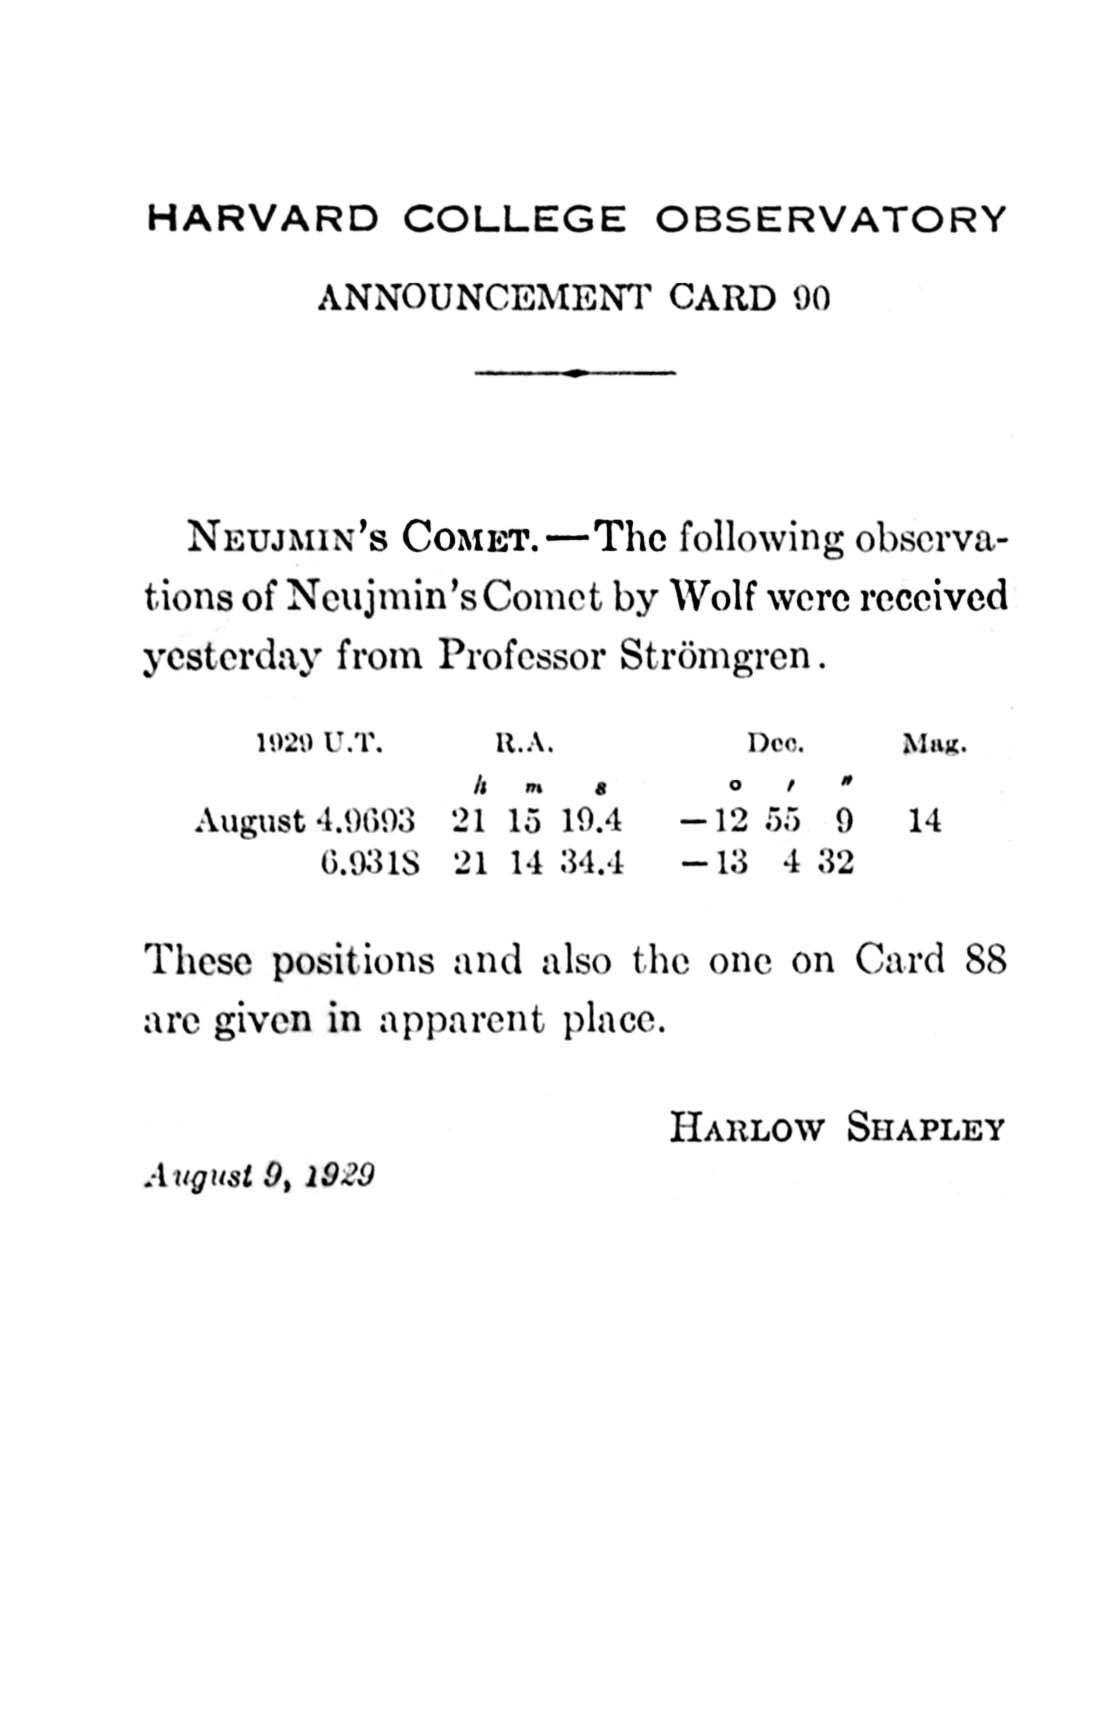 HARVARD COLLEGE OBSERVATORY
ANNOUNCEMENT CARD 90
NEUJMIN'S COMET.—The following observa-
tions of Neujmin's Comet by Wolf were received
yesterday from Professor Strömgren.
1929 U.T. R.A. Dec. Mag.
h m s ° ′ ″
August 4.9693 21 15 19.4 −12 55 9 14
6.9318 21 14 34.4 −13 4 32
These positions and also the one on Card 88
are given in apparent place.
HARLOW SHAPLEY
August 9, 1929